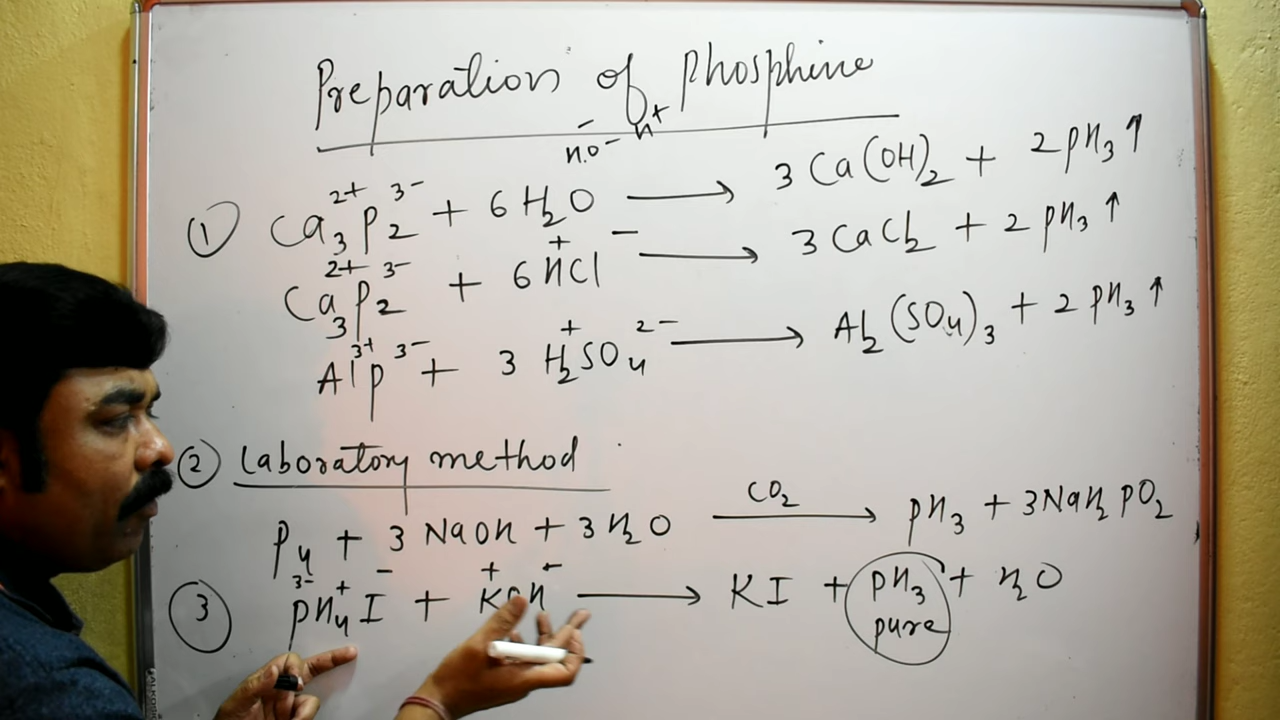 Preparation of Phosphine
H.O⁻ H⁺
① Ca₃²⁺P₂³⁻ + 6H₂O ⟶ 3Ca(OH)₂ + 2PH₃↑
Ca₃²⁺P₂³⁻ + 6H⁺Cl⁻ ⟶ 3CaCl₂ + 2PH₃↑
Al³⁺P³⁻ + 3H₂⁺SO₄²⁻ ⟶ Al₂(SO₄)₃ + 2PH₃↑
② Laboratory method
P₄ + 3NaOH + 3H₂O ⟶ PH₃ + 3NaH₂PO₂
CO₂
③ P³⁻H₄⁺I⁻ + K⁺OH⁻ ⟶ KI + PH₃ + H₂O
pure